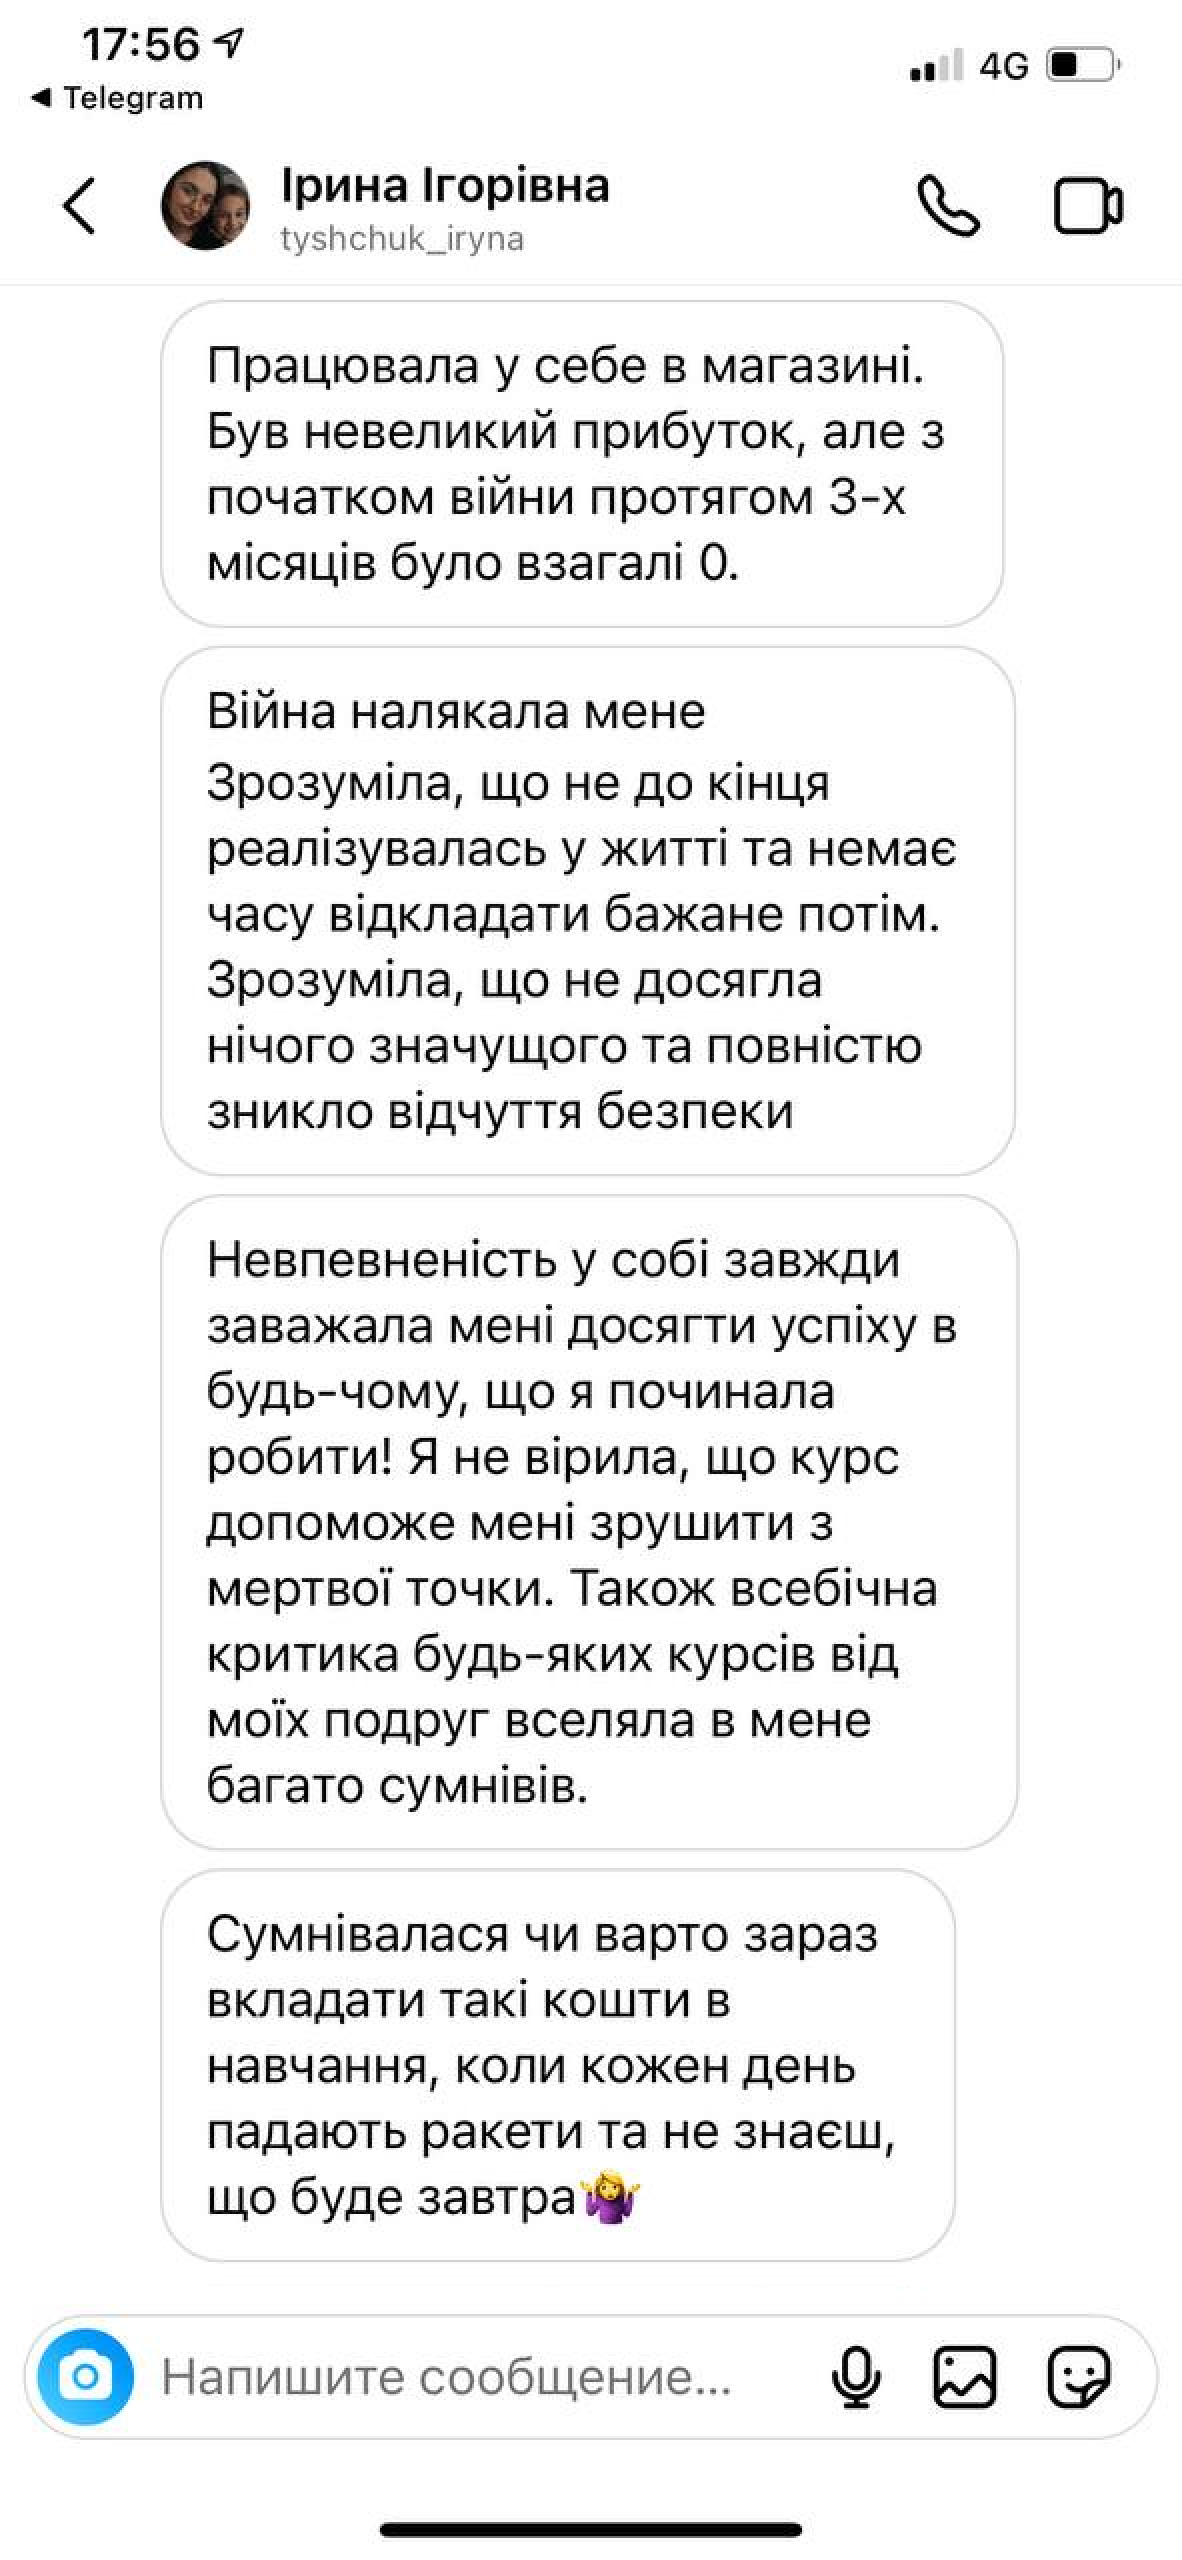 17:56
4G
◀ Telegram
Ірина Ігорівна
tyshchuk_iryna
Працювала у себе в магазині.
Був невеликий прибуток, але з
початком війни протягом 3-х
місяців було взагалі 0.
Війна налякала мене
Зрозуміла, що не до кінця
реалізувалась у житті та немає
часу відкладати бажане потім.
Зрозуміла, що не досягла
нічого значущого та повністю
зникло відчуття безпеки
Невпевненість у собі завжди
заважала мені досягти успіху в
будь-чому, що я починала
робити! Я не вірила, що курс
допоможе мені зрушити з
мертвої точки. Також всебічна
критика будь-яких курсів від
моїх подруг вселяла в мене
багато сумнівів.
Сумнівалася чи варто зараз
вкладати такі кошти в
навчання, коли кожен день
падають ракети та не знаєш,
що буде завтра🤷‍♀️
Напишите сообщение...